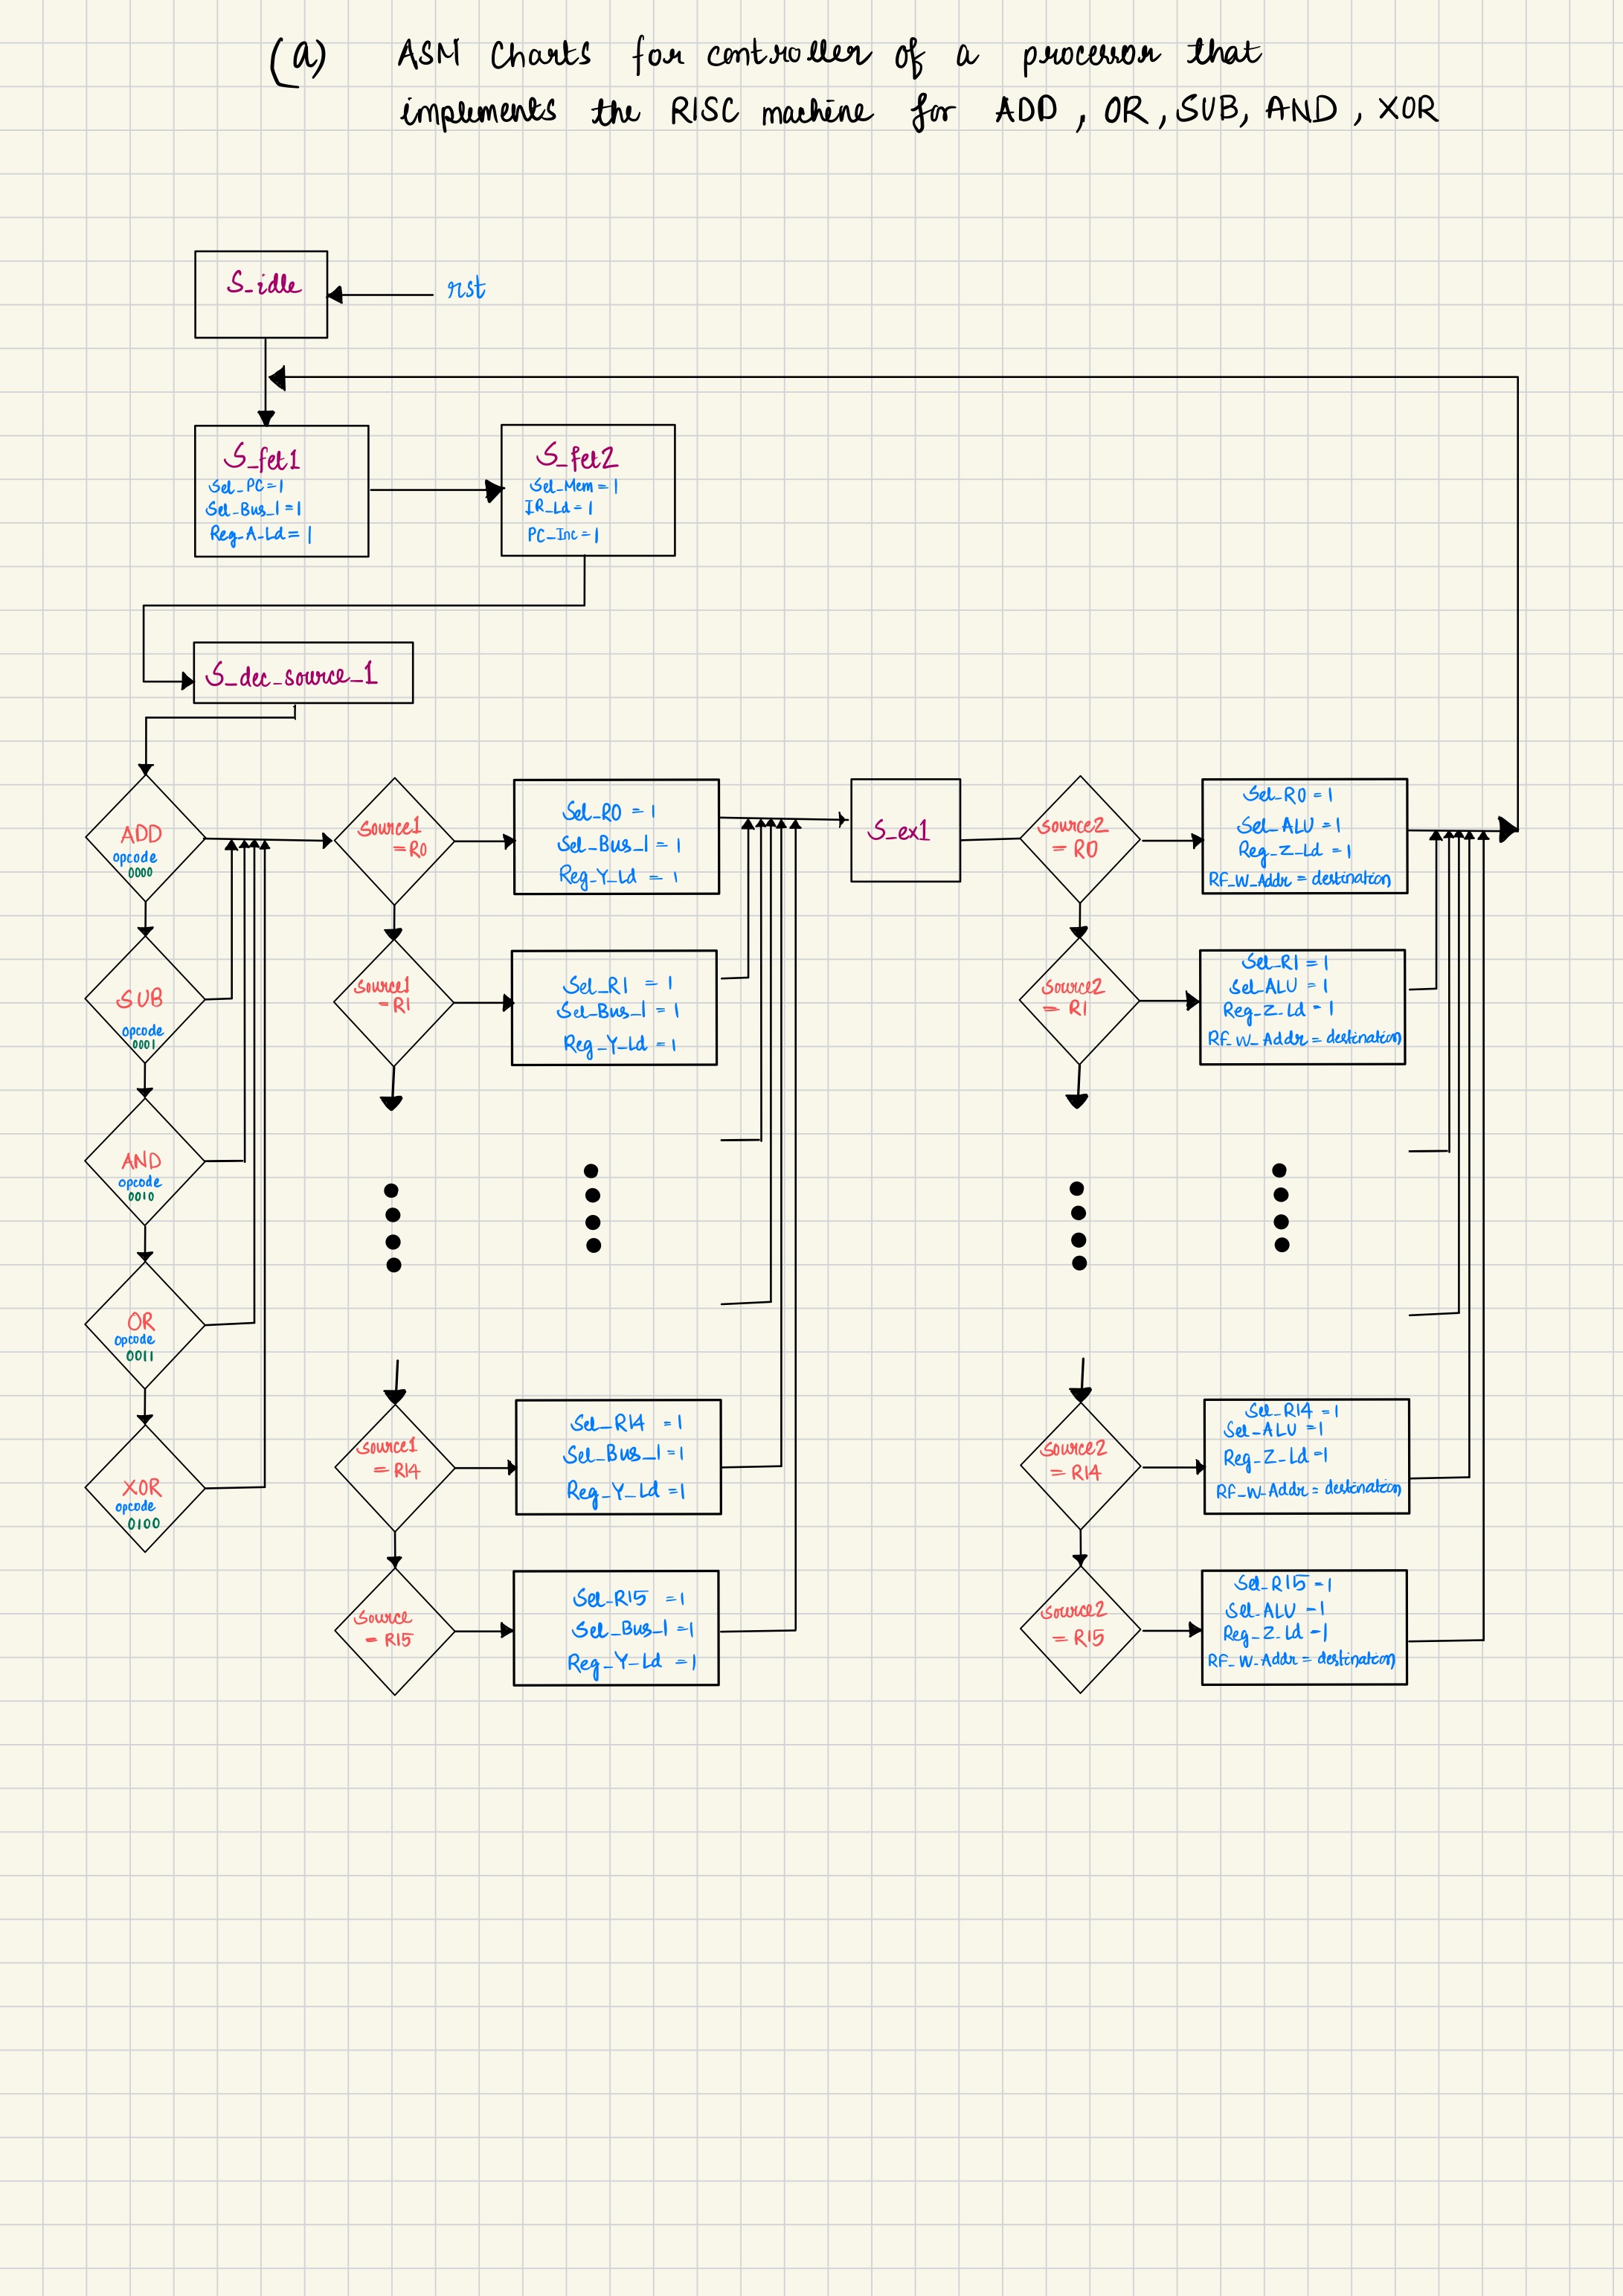 (a) ASM Charts for controller of a processor that
implements the RISC machine for ADD, OR, SUB, AND, XOR
S_idle
rst
S_fet1
Sel_PC=1
Sel_Bus_1=1
Reg_A_Ld=1
S_fet2
Sel_Mem=1
IR_Ld=1
PC_Inc=1
S_dec_source_1
ADD
opcode
0000
SUB
opcode
0001
AND
opcode
0010
OR
opcode
0011
XOR
opcode
0100
Source1
=R0
Sel_R0 = 1
Sel_Bus_1 = 1
Reg_Y_Ld = 1
Source1
=R1
Sel_R1 = 1
Sel_Bus_1 = 1
Reg_Y_Ld = 1
Source1
=R14
Sel_R14 =1
Sel_Bus_1=1
Reg_Y_Ld =1
Source
=R15
Sel_R15 =1
Sel_Bus_1=1
Reg_Y_Ld =1
S_ex1
Source2
= R0
Sel_R0 = 1
Sel_ALU = 1
Reg_Z_Ld = 1
RF_W_Addr = destination
Source2
= R1
Sel_R1 = 1
Sel_ALU = 1
Reg_Z_Ld = 1
RF_W_Addr = destination
Source2
= R14
Sel_R14 =1
Sel_ALU =1
Reg_Z_Ld =1
RF_W_Addr = destination
Source2
= R15
Sel_R15 =1
Sel_ALU =1
Reg_Z_Ld =1
RF_W_Addr = destination